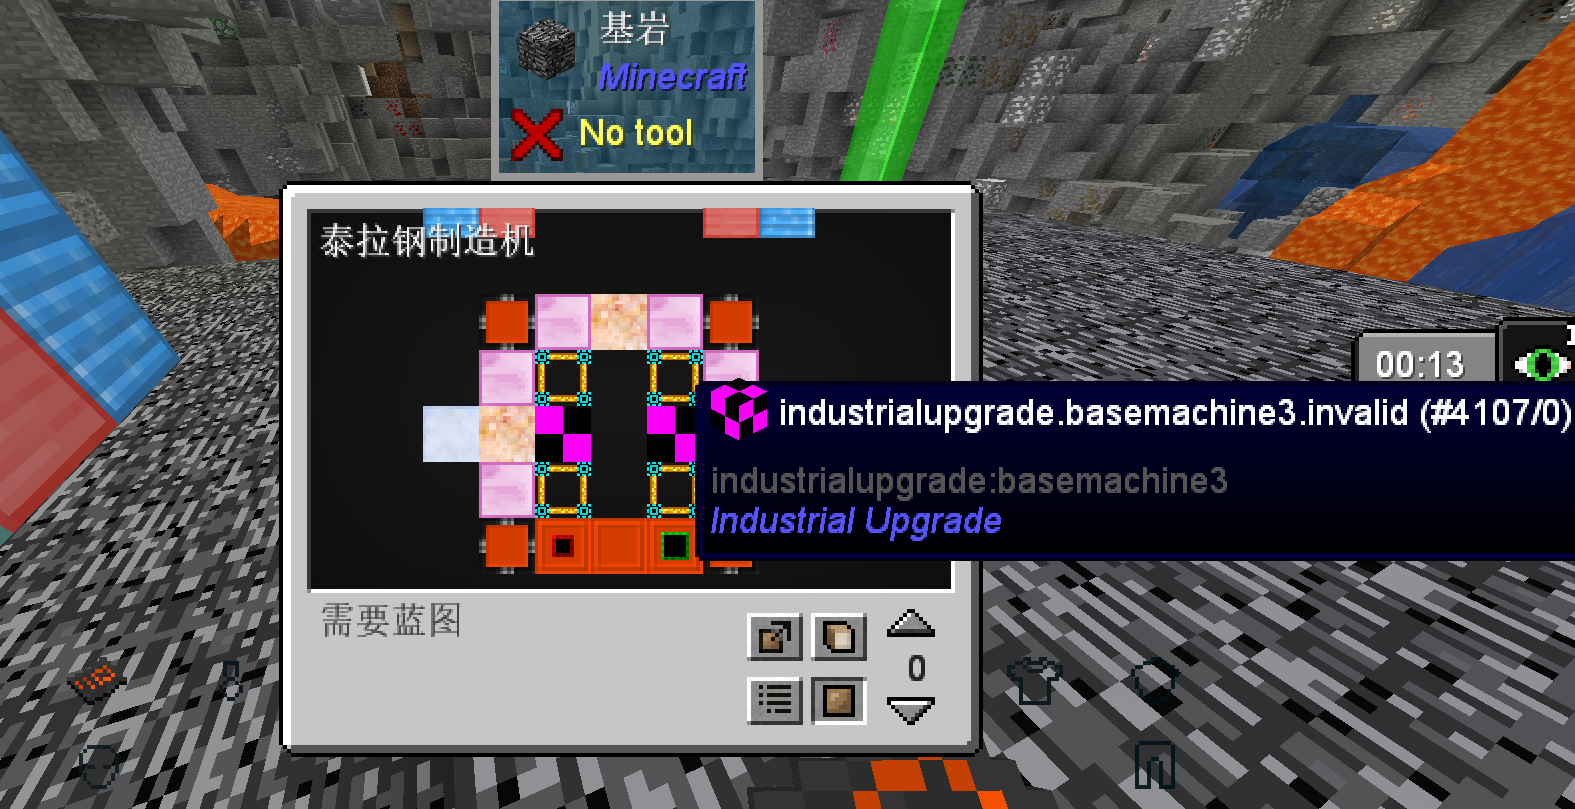 基岩
Minecraft
No tool
泰拉钢制造机
00:13
industrialupgrade.basemachine3.invalid (#4107/0)
industrialupgrade:basemachine3
Industrial Upgrade
需要蓝图
0